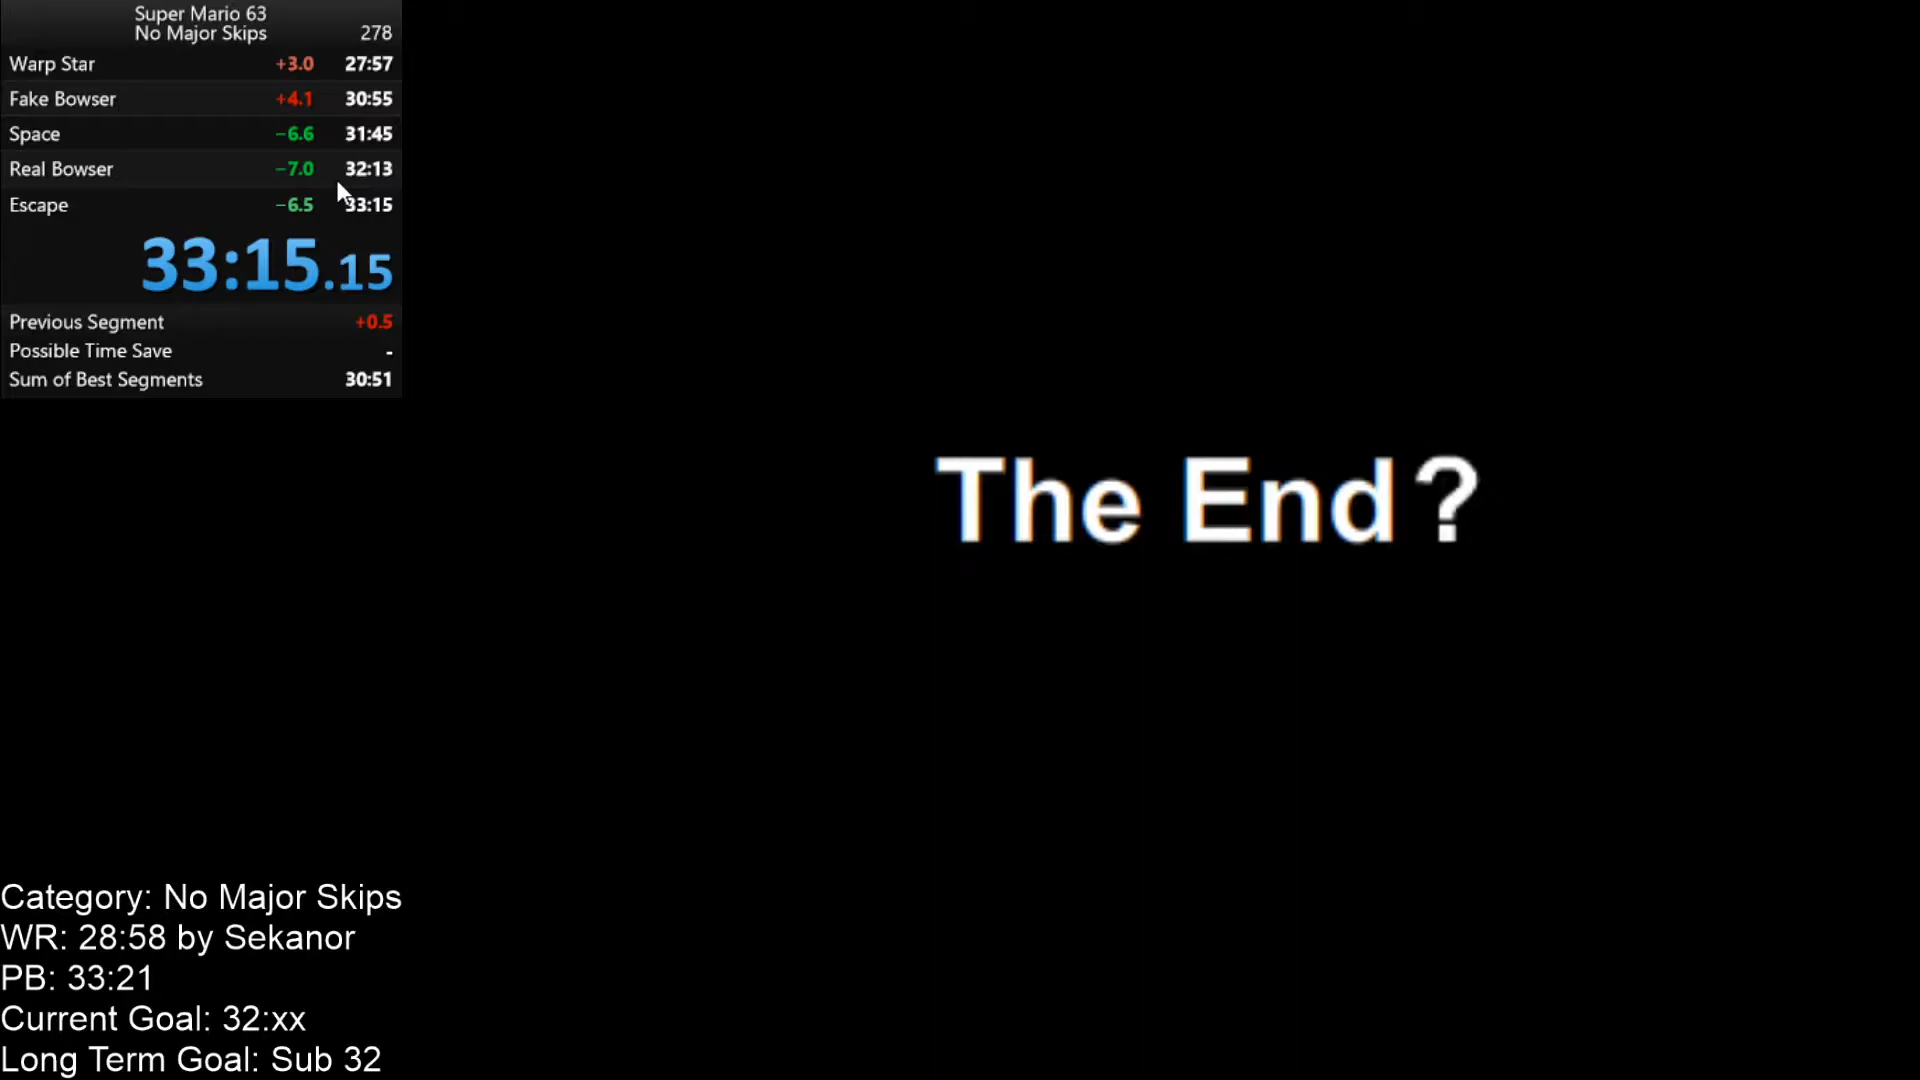 Super Mario 63
No Major Skips 278
Warp Star +3.0 27:57
Fake Bowser +4.1 30:55
Space −6.6 31:45
Real Bowser −7.0 32:13
Escape −6.5 33:15
33:15.15
Previous Segment +0.5
Possible Time Save -
Sum of Best Segments 30:51
The End?
Category: No Major Skips
WR: 28:58 by Sekanor
PB: 33:21
Current Goal: 32:xx
Long Term Goal: Sub 32